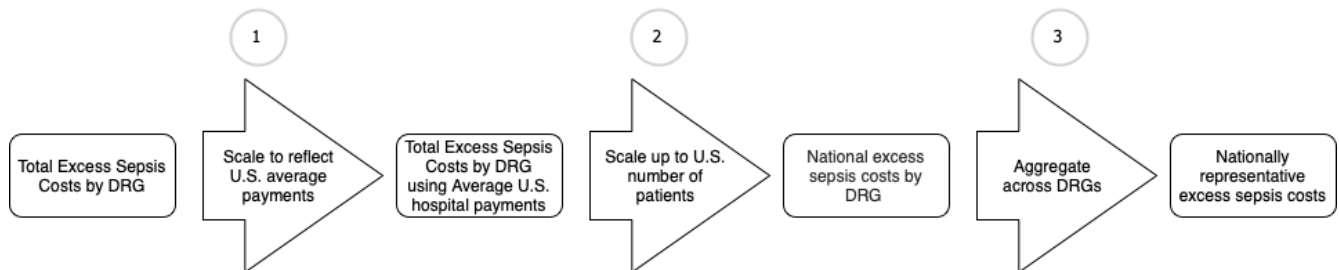 1
2
3
Total Excess Sepsis
Costs by DRG
Scale to reflect
U.S. average
payments
Total Excess Sepsis
Costs by DRG
using Average U.S.
hospital payments
Scale up to U.S.
number of
patients
National excess
sepsis costs by
DRG
Aggregate
across DRGs
Nationally
representative
excess sepsis costs